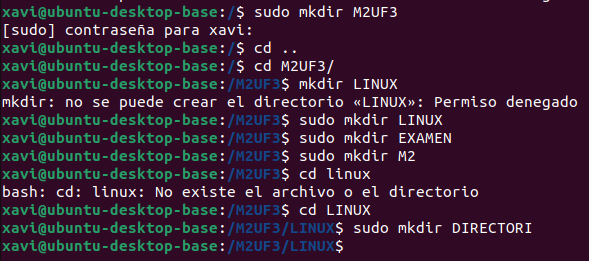 xavi@ubuntu-desktop-base:/$ sudo mkdir M2UF3
[sudo] contraseña para xavi:
xavi@ubuntu-desktop-base:/$ cd ..
xavi@ubuntu-desktop-base:/$ cd M2UF3/
xavi@ubuntu-desktop-base:/M2UF3$ mkdir LINUX
mkdir: no se puede crear el directorio «LINUX»: Permiso denegado
xavi@ubuntu-desktop-base:/M2UF3$ sudo mkdir LINUX
xavi@ubuntu-desktop-base:/M2UF3$ sudo mkdir EXAMEN
xavi@ubuntu-desktop-base:/M2UF3$ sudo mkdir M2
xavi@ubuntu-desktop-base:/M2UF3$ cd linux
bash: cd: linux: No existe el archivo o el directorio
xavi@ubuntu-desktop-base:/M2UF3$ cd LINUX
xavi@ubuntu-desktop-base:/M2UF3/LINUX$ sudo mkdir DIRECTORI
xavi@ubuntu-desktop-base:/M2UF3/LINUX$